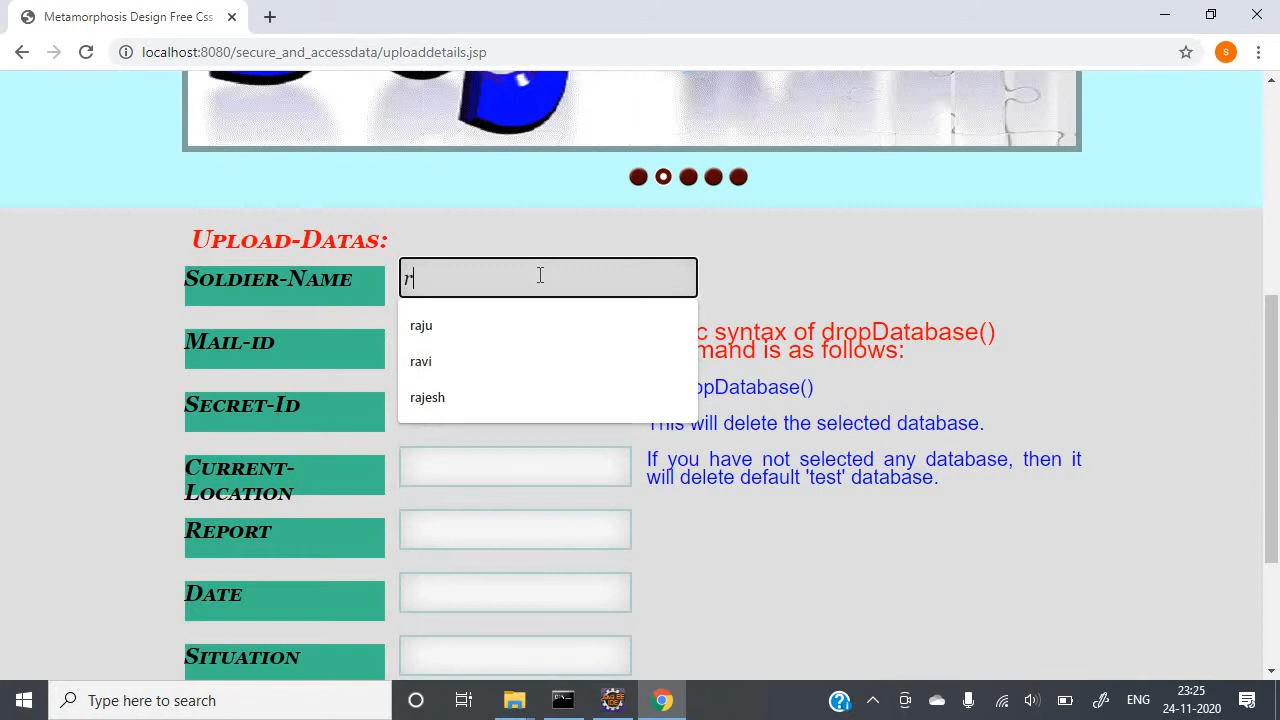 Metamorphosis Design Free Css
localhost:8080/secure_and_accessdata/uploaddetails.jsp
S
Upload-Datas:
Soldier-Name
r
raju
ravi
rajesh
Mail-id
Secret-Id
Current-
Location
Report
Date
Situation
c syntax of dropDatabase()
mand is as follows:
opDatabase()
This will delete the selected database.
If you have not selected any database, then it
will delete default 'test' database.
Type here to search
ENG
23:25
24-11-2020